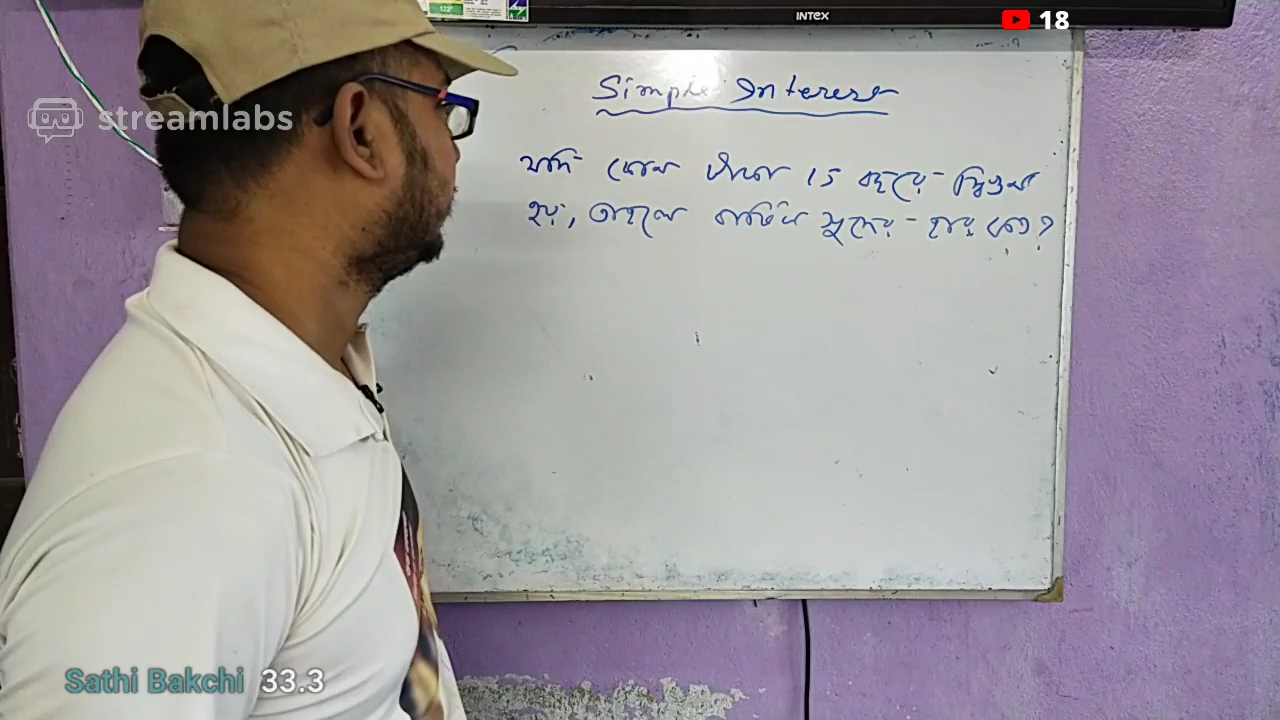 INTEX
18
streamlabs
Simple Interest
যদি কোন টাকা 15 বছরে দ্বিগুন
হয়, তাহলে বার্ষিক সুদের হার কত?
Sathi Bakchi 33.3